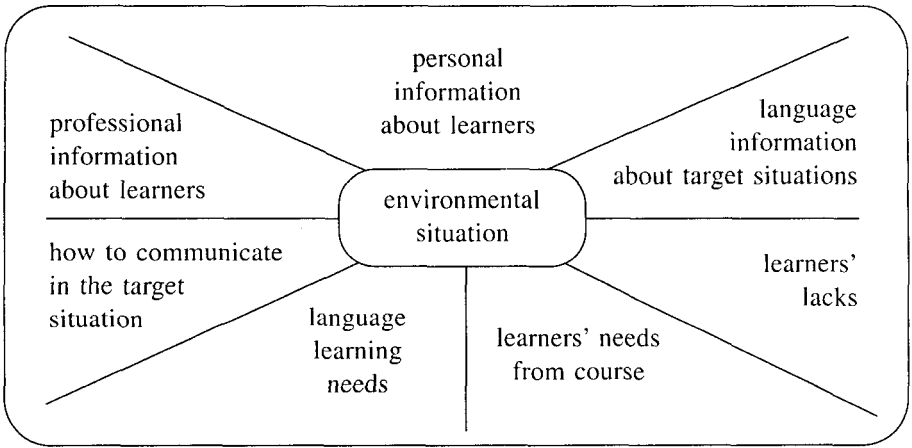 personal
information
about learners
professional
information
about learners
language
information
about target situations
environmental
situation
how to communicate
in the target
situation
learners'
lacks
language
learning
needs
learners' needs
from course